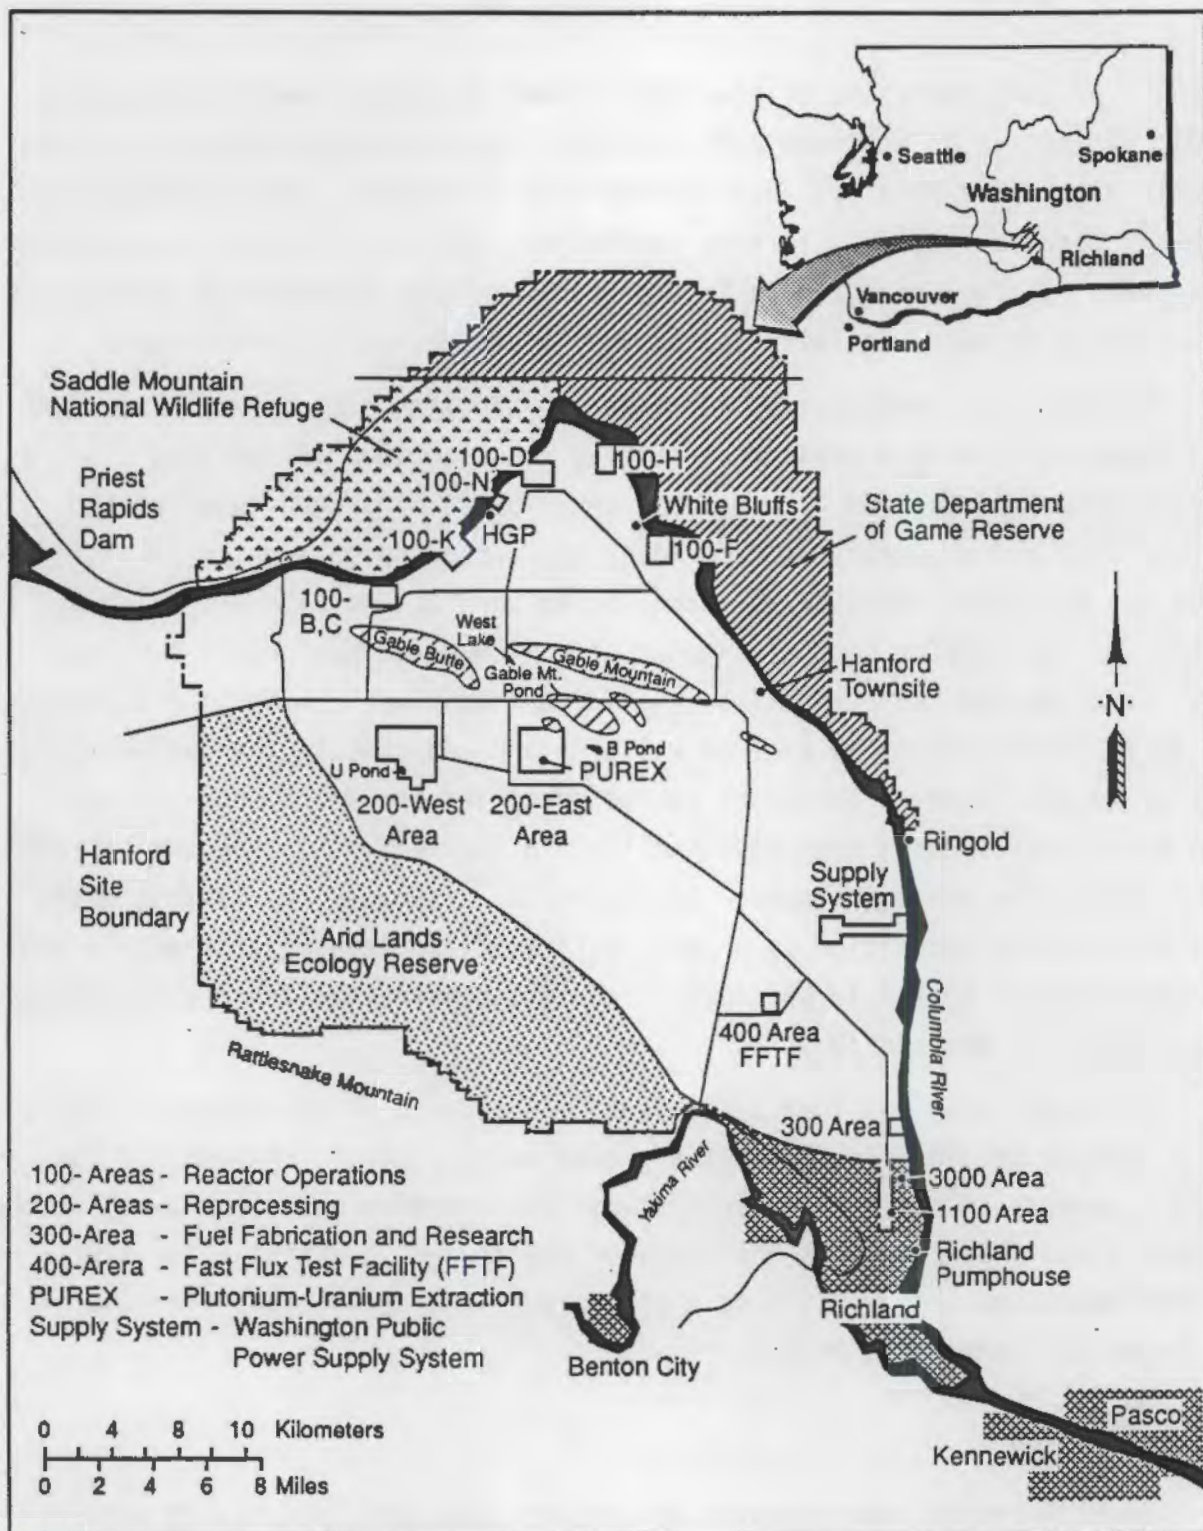 Seattle
Spokane
Washington
Richland
Vancouver
Portland
Saddle Mountain
National Wildlife Refuge
Priest
Rapids
Dam
100-D
100-H
100-N
HGP
White Bluffs
State Department
of Game Reserve
100-K
100-F
100-
B,C
West
Lake
Gable Butte
Gable Mountain
Gable Mt.
Pond
Hanford
Townsite
N
B Pond
U Pond
PUREX
200-West
Area
200-East
Area
Ringold
Hanford
Site
Boundary
Supply
System
Arid Lands
Ecology Reserve
Columbia River
400 Area
FFTF
Rattlesnake Mountain
300 Area
Yakima River
3000 Area
1100 Area
Richland
Pumphouse
Richland
100- Areas - Reactor Operations
200- Areas - Reprocessing
300-Area - Fuel Fabrication and Research
400-Arera - Fast Flux Test Facility (FFTF)
PUREX - Plutonium-Uranium Extraction
Supply System - Washington Public
Power Supply System
Benton City
Pasco
Kennewick
0 4 8 10 Kilometers
0 2 4 6 8 Miles